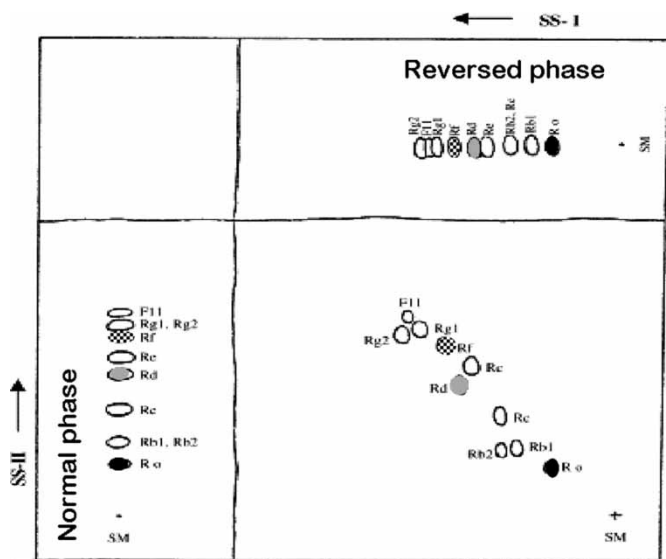 SS- I
Reversed phase
Rg2 F11 Rg1 Rf Rd Re Rb2, Rc Rb1 R o SM
SS-II
Normal phase
F11
Rg1, Rg2
Rf
Re
Rd
Rc
Rb1, Rb2
R o
SM
F11
Rg2 Rg1
Rf
Re
Rd
Rc
Rb2 Rb1
R o
SM